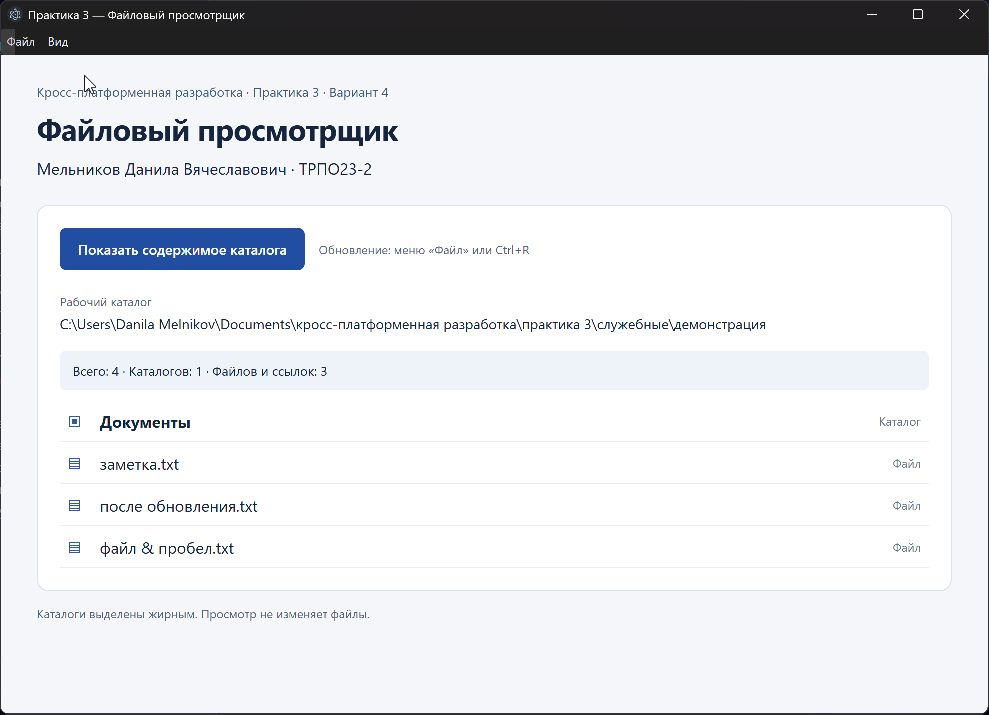 Практика 3 — Файловый просмотрщик
Файл Вид
Кросс-платформенная разработка · Практика 3 · Вариант 4
Файловый просмотрщик
Мельников Данила Вячеславович · ТРПО23-2
Показать содержимое каталога Обновление: меню «Файл» или Ctrl+R
Рабочий каталог
C:\Users\Danila Melnikov\Documents\кросс-платформенная разработка\практика 3\служебные\демонстрация
Всего: 4 · Каталогов: 1 · Файлов и ссылок: 3
Документы Каталог
заметка.txt Файл
после обновления.txt Файл
файл & пробел.txt Файл
Каталоги выделены жирным. Просмотр не изменяет файлы.